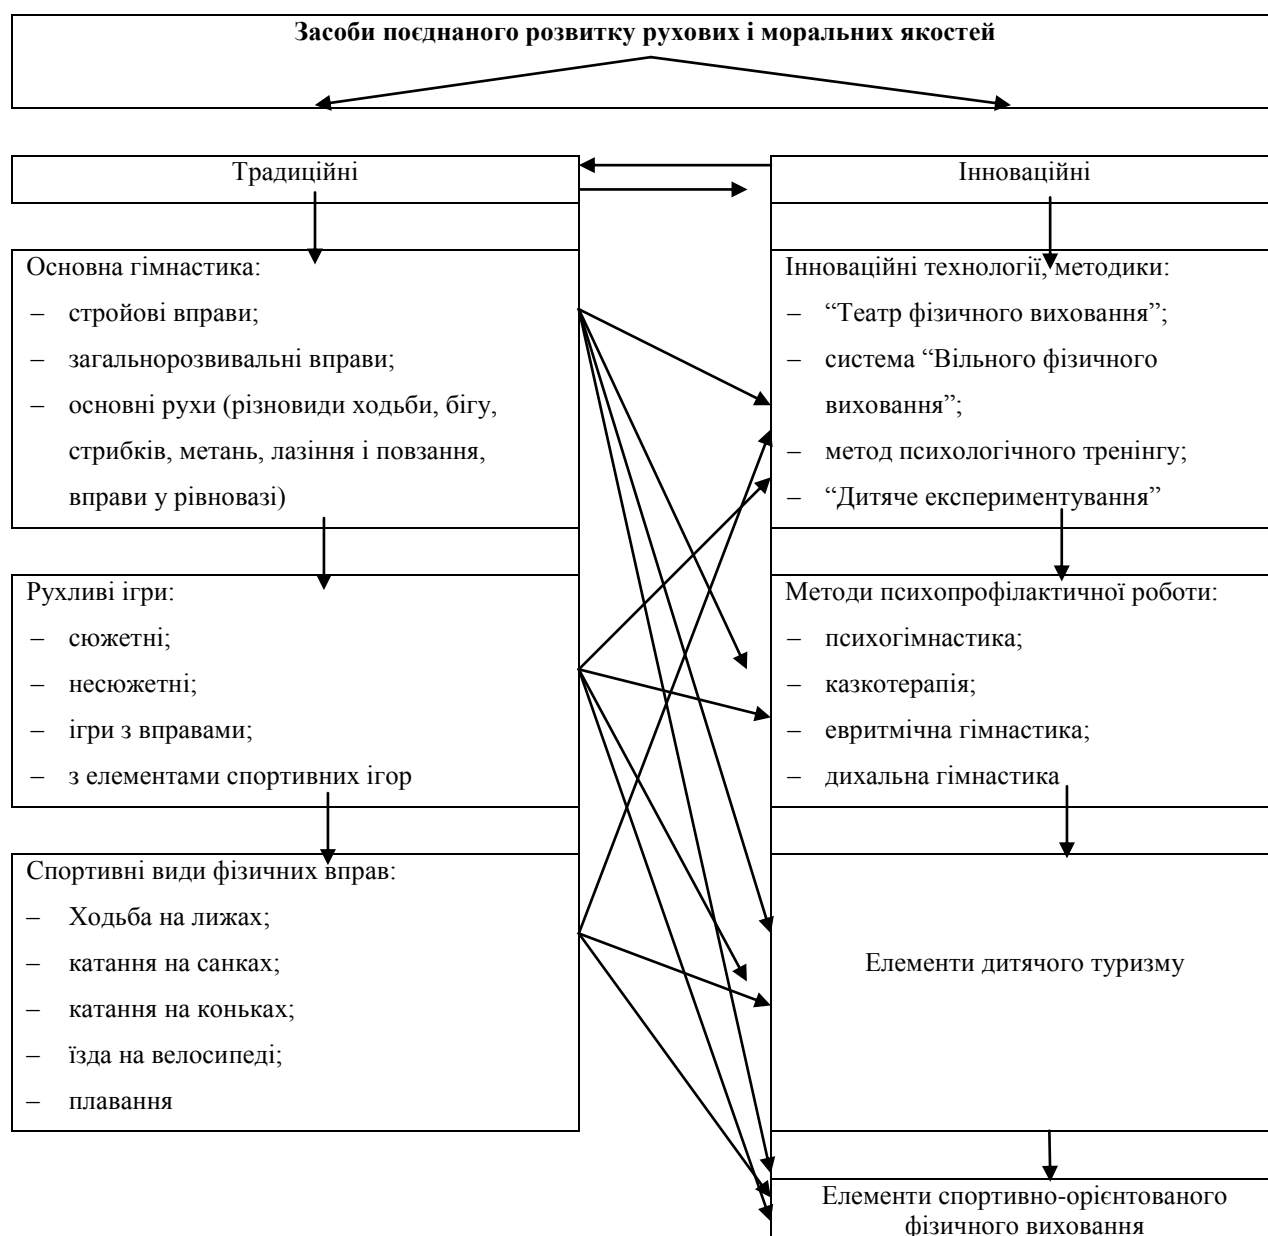 Засоби поєднаного розвитку рухових і моральних якостей
Традиційні
Інноваційні
Основна гімнастика:
– стройові вправи;
– загальнорозвивальні вправи;
– основні рухи (різновиди ходьби, бігу,
стрибків, метань, лазіння і повзання,
вправи у рівновазі)
Інноваційні технології, методики:
– “Театр фізичного виховання”;
– система “Вільного фізичного
виховання”;
– метод психологічного тренінгу;
– “Дитяче експериментування”
Рухливі ігри:
– сюжетні;
– несюжетні;
– ігри з вправами;
– з елементами спортивних ігор
Методи психопрофілактичної роботи:
– психогімнастика;
– казкотерапія;
– евритмічна гімнастика;
– дихальна гімнастика
Спортивні види фізичних вправ:
– Ходьба на лижах;
– катання на санках;
– катання на коньках;
– їзда на велосипеді;
– плавання
Елементи дитячого туризму
Елементи спортивно-орієнтованого
фізичного виховання